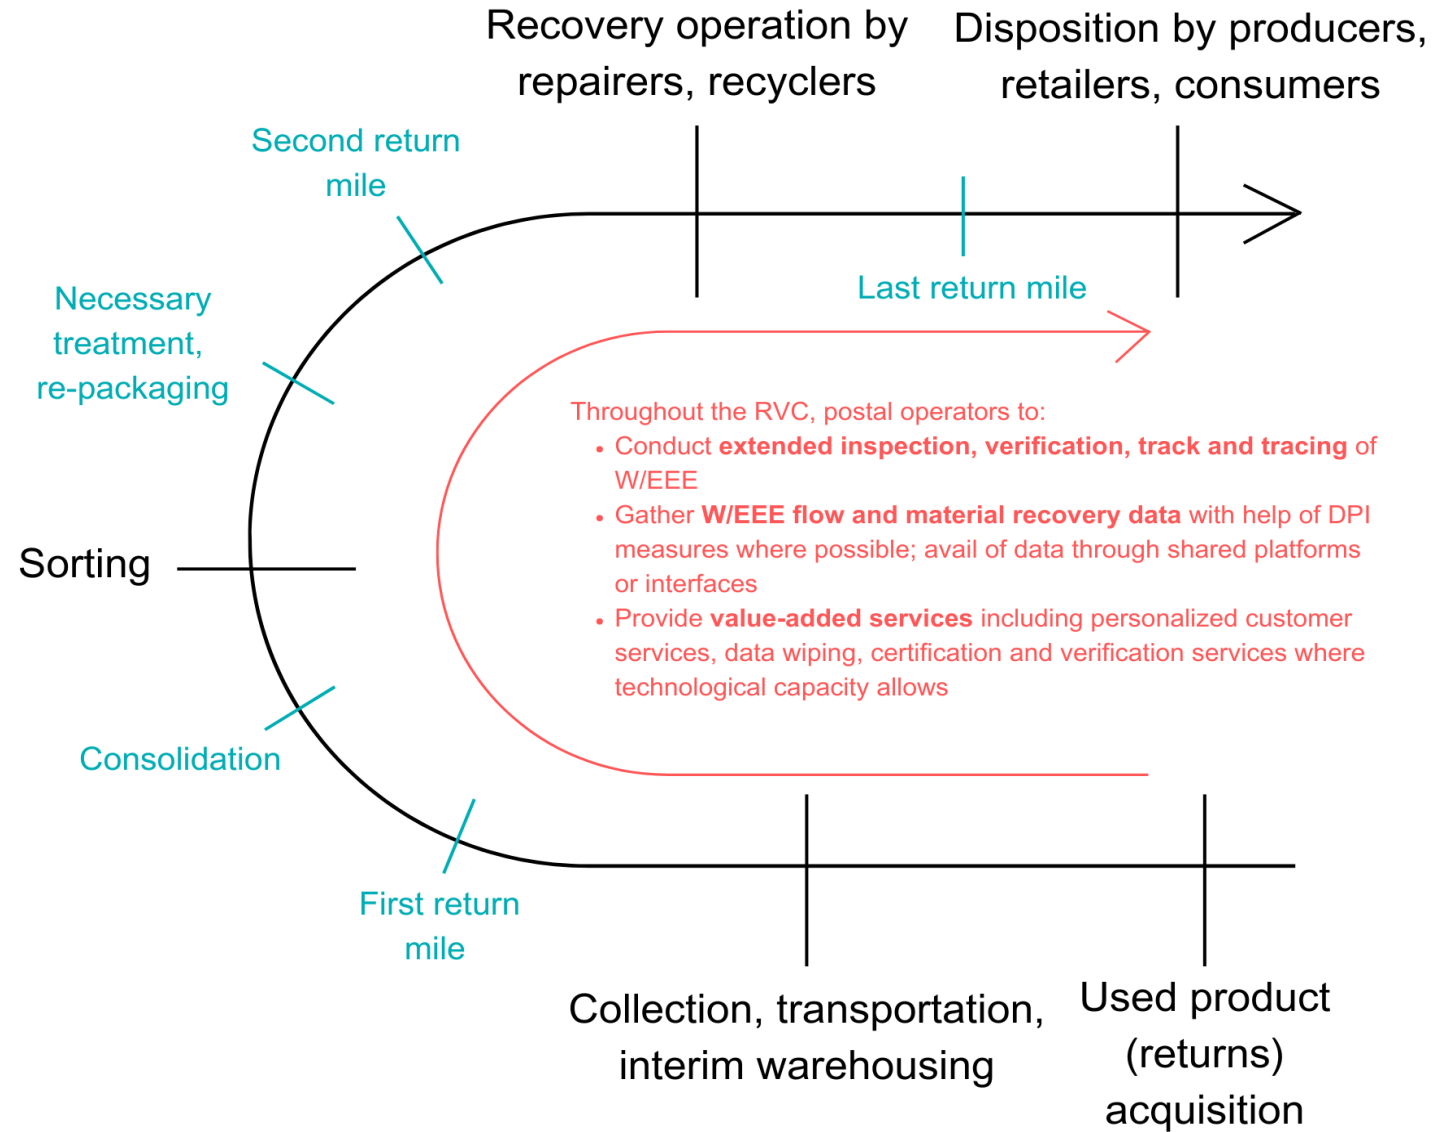 Recovery operation by
repairers, recyclers
Disposition by producers,
retailers, consumers
Second return
mile
Last return mile
Necessary
treatment,
re-packaging
Throughout the RVC, postal operators to:
• Conduct extended inspection, verification, track and tracing of
W/EEE
• Gather W/EEE flow and material recovery data with help of DPI
measures where possible; avail of data through shared platforms
or interfaces
• Provide value-added services including personalized customer
services, data wiping, certification and verification services where
technological capacity allows
Sorting
Consolidation
First return
mile
Collection, transportation,
interim warehousing
Used product
(returns)
acquisition